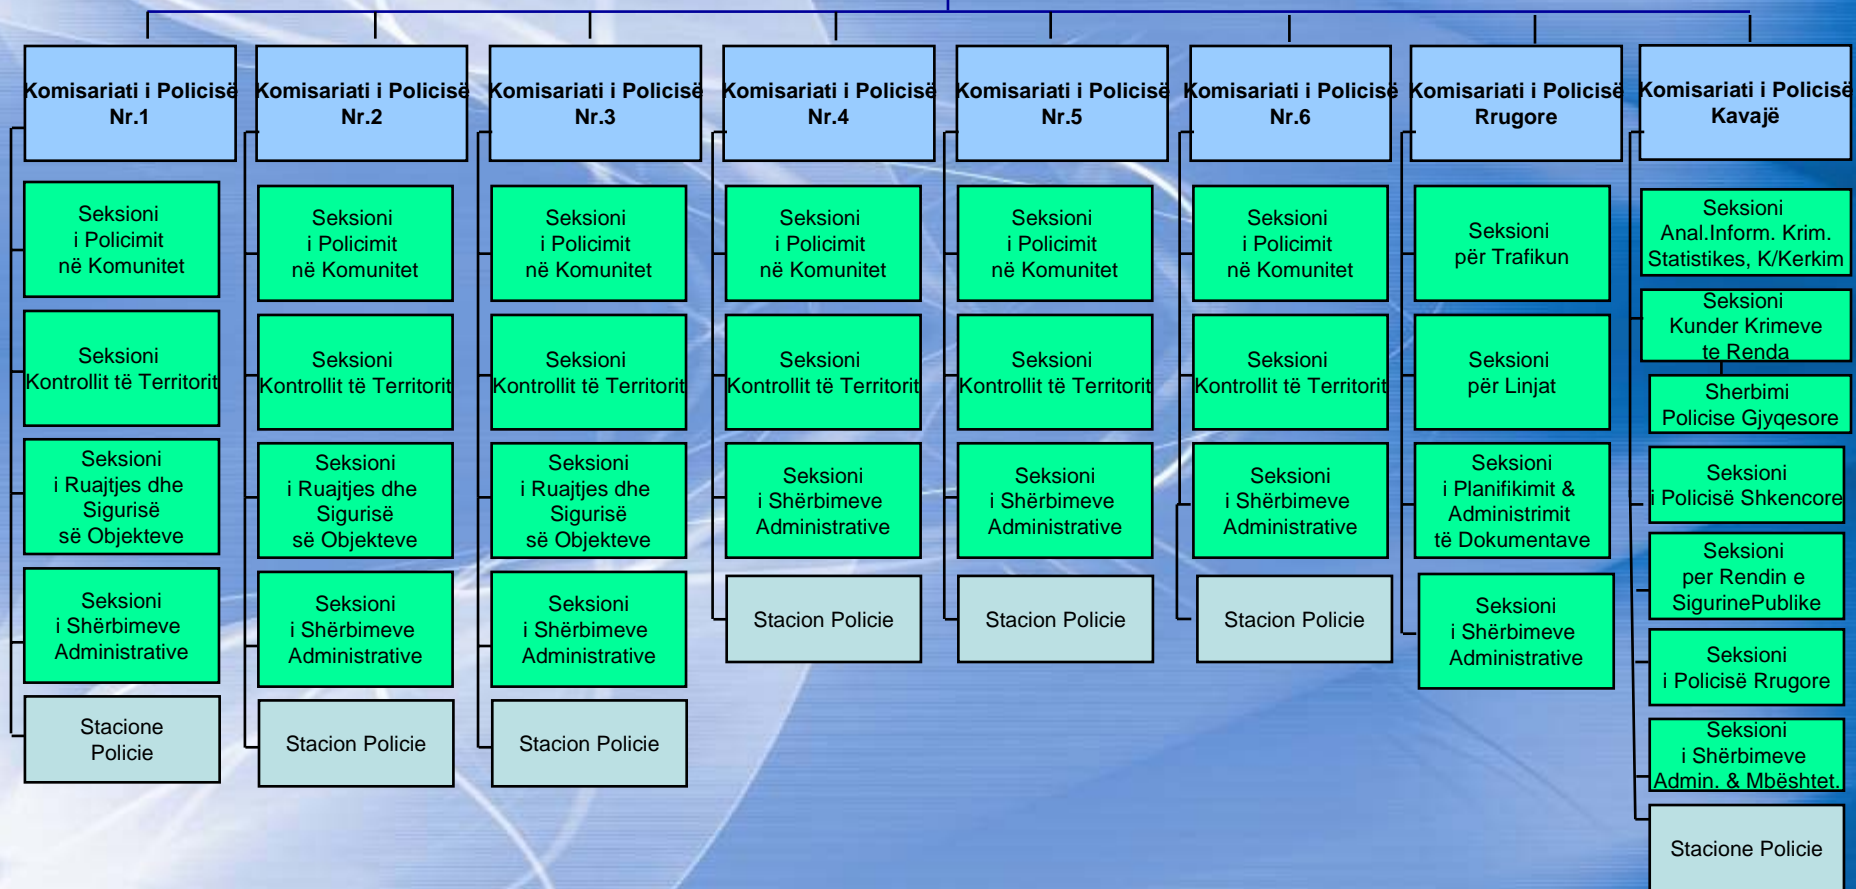 Komisariati i Policisë
Nr.1
Seksioni
i Policimit
në Komunitet
Seksioni
Kontrollit të Territorit
Seksioni
i Ruajtjes dhe
Sigurisë
së Objekteve
Seksioni
i Shërbimeve
Administrative
Stacione
Policie
Komisariati i Policisë
Nr.2
Seksioni
i Policimit
në Komunitet
Seksioni
Kontrollit të Territorit
Seksioni
i Ruajtjes dhe
Sigurisë
së Objekteve
Seksioni
i Shërbimeve
Administrative
Stacion Policie
Komisariati i Policisë
Nr.3
Seksioni
i Policimit
në Komunitet
Seksioni
Kontrollit të Territorit
Seksioni
i Ruajtjes dhe
Sigurisë
së Objekteve
Seksioni
i Shërbimeve
Administrative
Stacion Policie
Komisariati i Policisë
Nr.4
Seksioni
i Policimit
në Komunitet
Seksioni
Kontrollit të Territorit
Seksioni
i Shërbimeve
Administrative
Stacion Policie
Komisariati i Policisë
Nr.5
Seksioni
i Policimit
në Komunitet
Seksioni
Kontrollit të Territorit
Seksioni
i Shërbimeve
Administrative
Stacion Policie
Komisariati i Policisë
Nr.6
Seksioni
i Policimit
në Komunitet
Seksioni
Kontrollit të Territorit
Seksioni
i Shërbimeve
Administrative
Stacion Policie
Komisariati i Policisë
Rrugore
Seksioni
për Trafikun
Seksioni
për Linjat
Seksioni
i Planifikimit &
Administrimit
të Dokumentave
Seksioni
i Shërbimeve
Administrative
Komisariati i Policisë
Kavajë
Seksioni
Anal.Inform. Krim.
Statistikes, K/Kerkim
Seksioni
Kunder Krimeve
te Renda
Sherbimi
Policise Gjyqesore
Seksioni
i Policisë Shkencore
Seksioni
per Rendin e
SigurinePublike
Seksioni
i Policisë Rrugore
Seksioni
i Shërbimeve
Admin. & Mbështet.
Stacione Policie